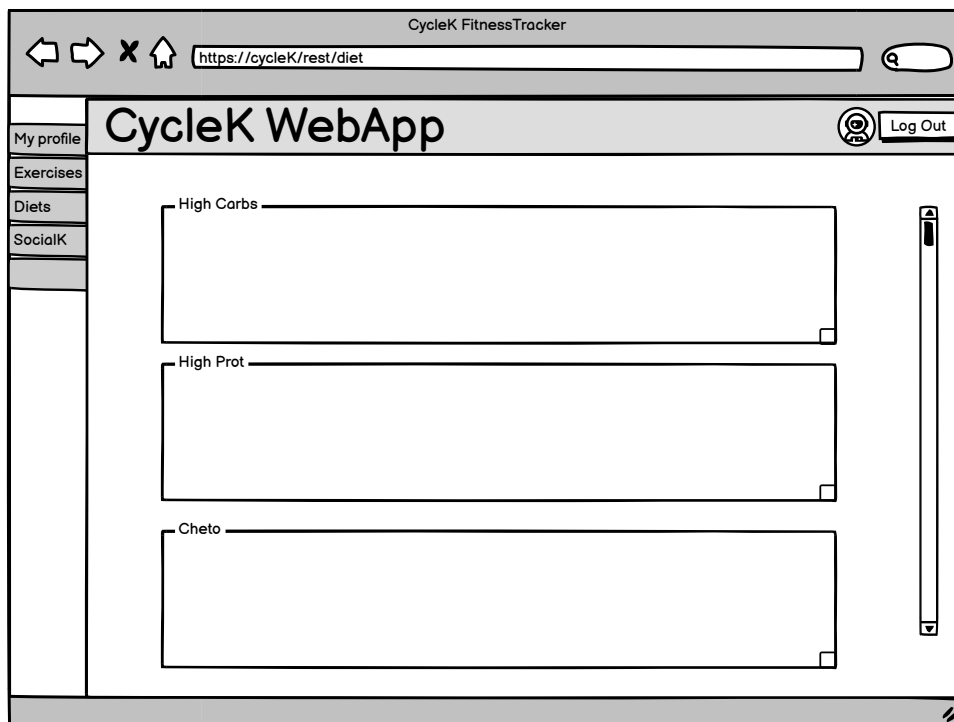 CycleK FitnessTracker
https://cycleK/rest/diet
CycleK WebApp
Log Out
My profile
Exercises
Diets
SocialK
High Carbs
High Prot
Cheto